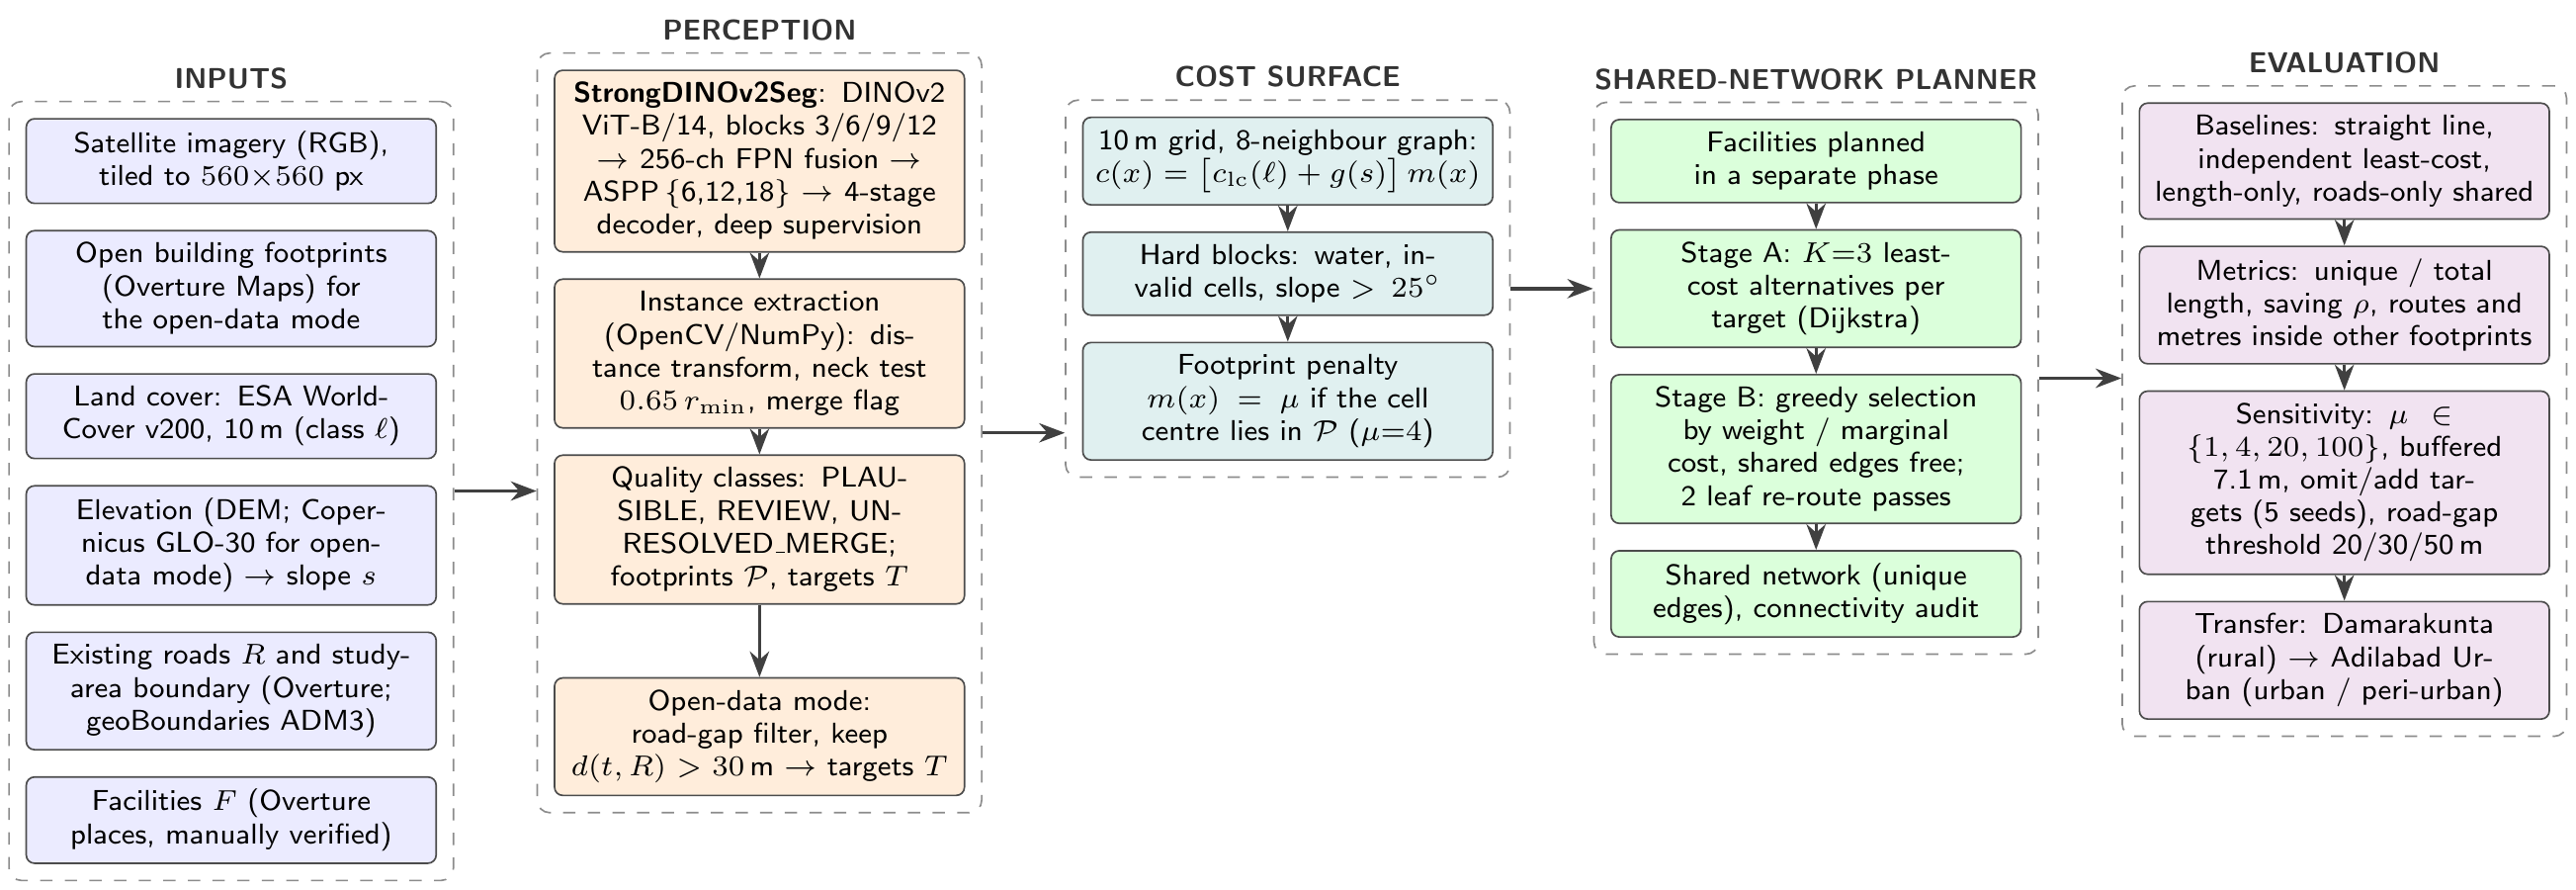 INPUTS
Satellite imagery (RGB),
tiled to 560×560 px
Open building footprints
(Overture Maps) for
the open-data mode
Land cover: ESA World-
Cover v200, 10 m (class ℓ)
Elevation (DEM; Coper-
nicus GLO-30 for open-
data mode) → slope s
Existing roads R and study-
area boundary (Overture;
geoBoundaries ADM3)
Facilities F (Overture
places, manually verified)
PERCEPTION
StrongDINOv2Seg: DINOv2
ViT-B/14, blocks 3/6/9/12
→ 256-ch FPN fusion →
ASPP {6,12,18} → 4-stage
decoder, deep supervision
Instance extraction
(OpenCV/NumPy): dis-
tance transform, neck test
0.65 r_min, merge flag
Quality classes: PLAU-
SIBLE, REVIEW, UN-
RESOLVED_MERGE;
footprints 𝒫, targets T
Open-data mode:
road-gap filter, keep
d(t, R) > 30 m → targets T
COST SURFACE
10 m grid, 8-neighbour graph:
c(x) = [c_lc(ℓ) + g(s)] m(x)
Hard blocks: water, in-
valid cells, slope > 25°
Footprint penalty
m(x) = μ if the cell
centre lies in 𝒫 (μ=4)
SHARED-NETWORK PLANNER
Facilities planned
in a separate phase
Stage A: K=3 least-
cost alternatives per
target (Dijkstra)
Stage B: greedy selection
by weight / marginal
cost, shared edges free;
2 leaf re-route passes
Shared network (unique
edges), connectivity audit
EVALUATION
Baselines: straight line,
independent least-cost,
length-only, roads-only shared
Metrics: unique / total
length, saving ρ, routes and
metres inside other footprints
Sensitivity: μ ∈
{1, 4, 20, 100}, buffered
7.1 m, omit/add tar-
gets (5 seeds), road-gap
threshold 20/30/50 m
Transfer: Damarakunta
(rural) → Adilabad Ur-
ban (urban / peri-urban)